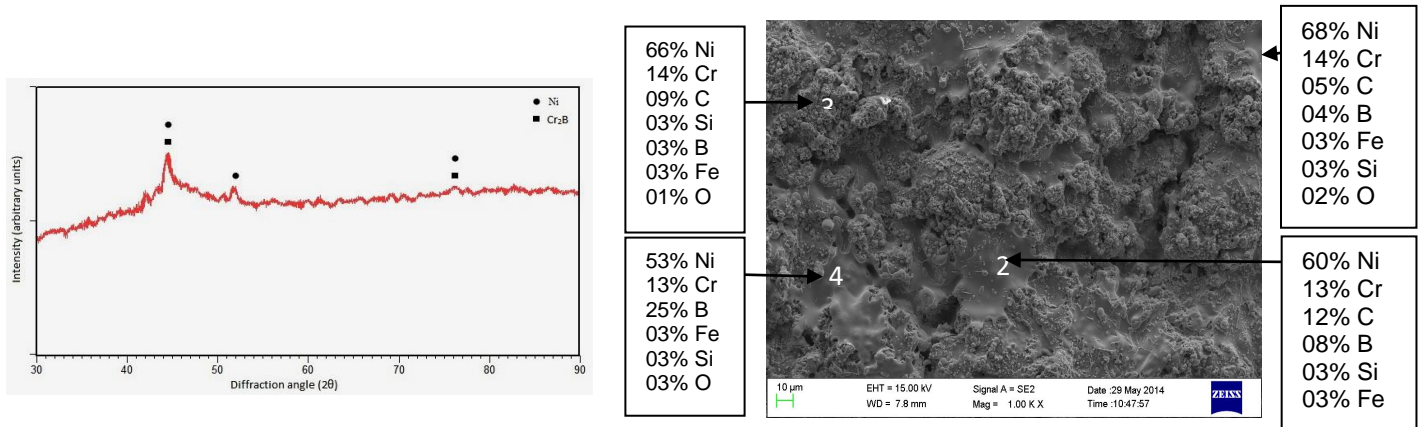 ● Ni
■ Cr₂B
Intensity (arbitrary units)
30 40 50 60 70 80 90
Diffraction angle (2θ)
66% Ni
14% Cr
09% C
03% Si
03% B
03% Fe
01% O
53% Ni
13% Cr
25% B
03% Fe
03% Si
03% O
3
4
2
10 µm
EHT = 15.00 kV
WD = 7.8 mm
Signal A = SE2
Mag = 1.00 K X
Date :29 May 2014
Time :10:47:57
ZEISS
68% Ni
14% Cr
05% C
04% B
03% Fe
03% Si
02% O
60% Ni
13% Cr
12% C
08% B
03% Si
03% Fe